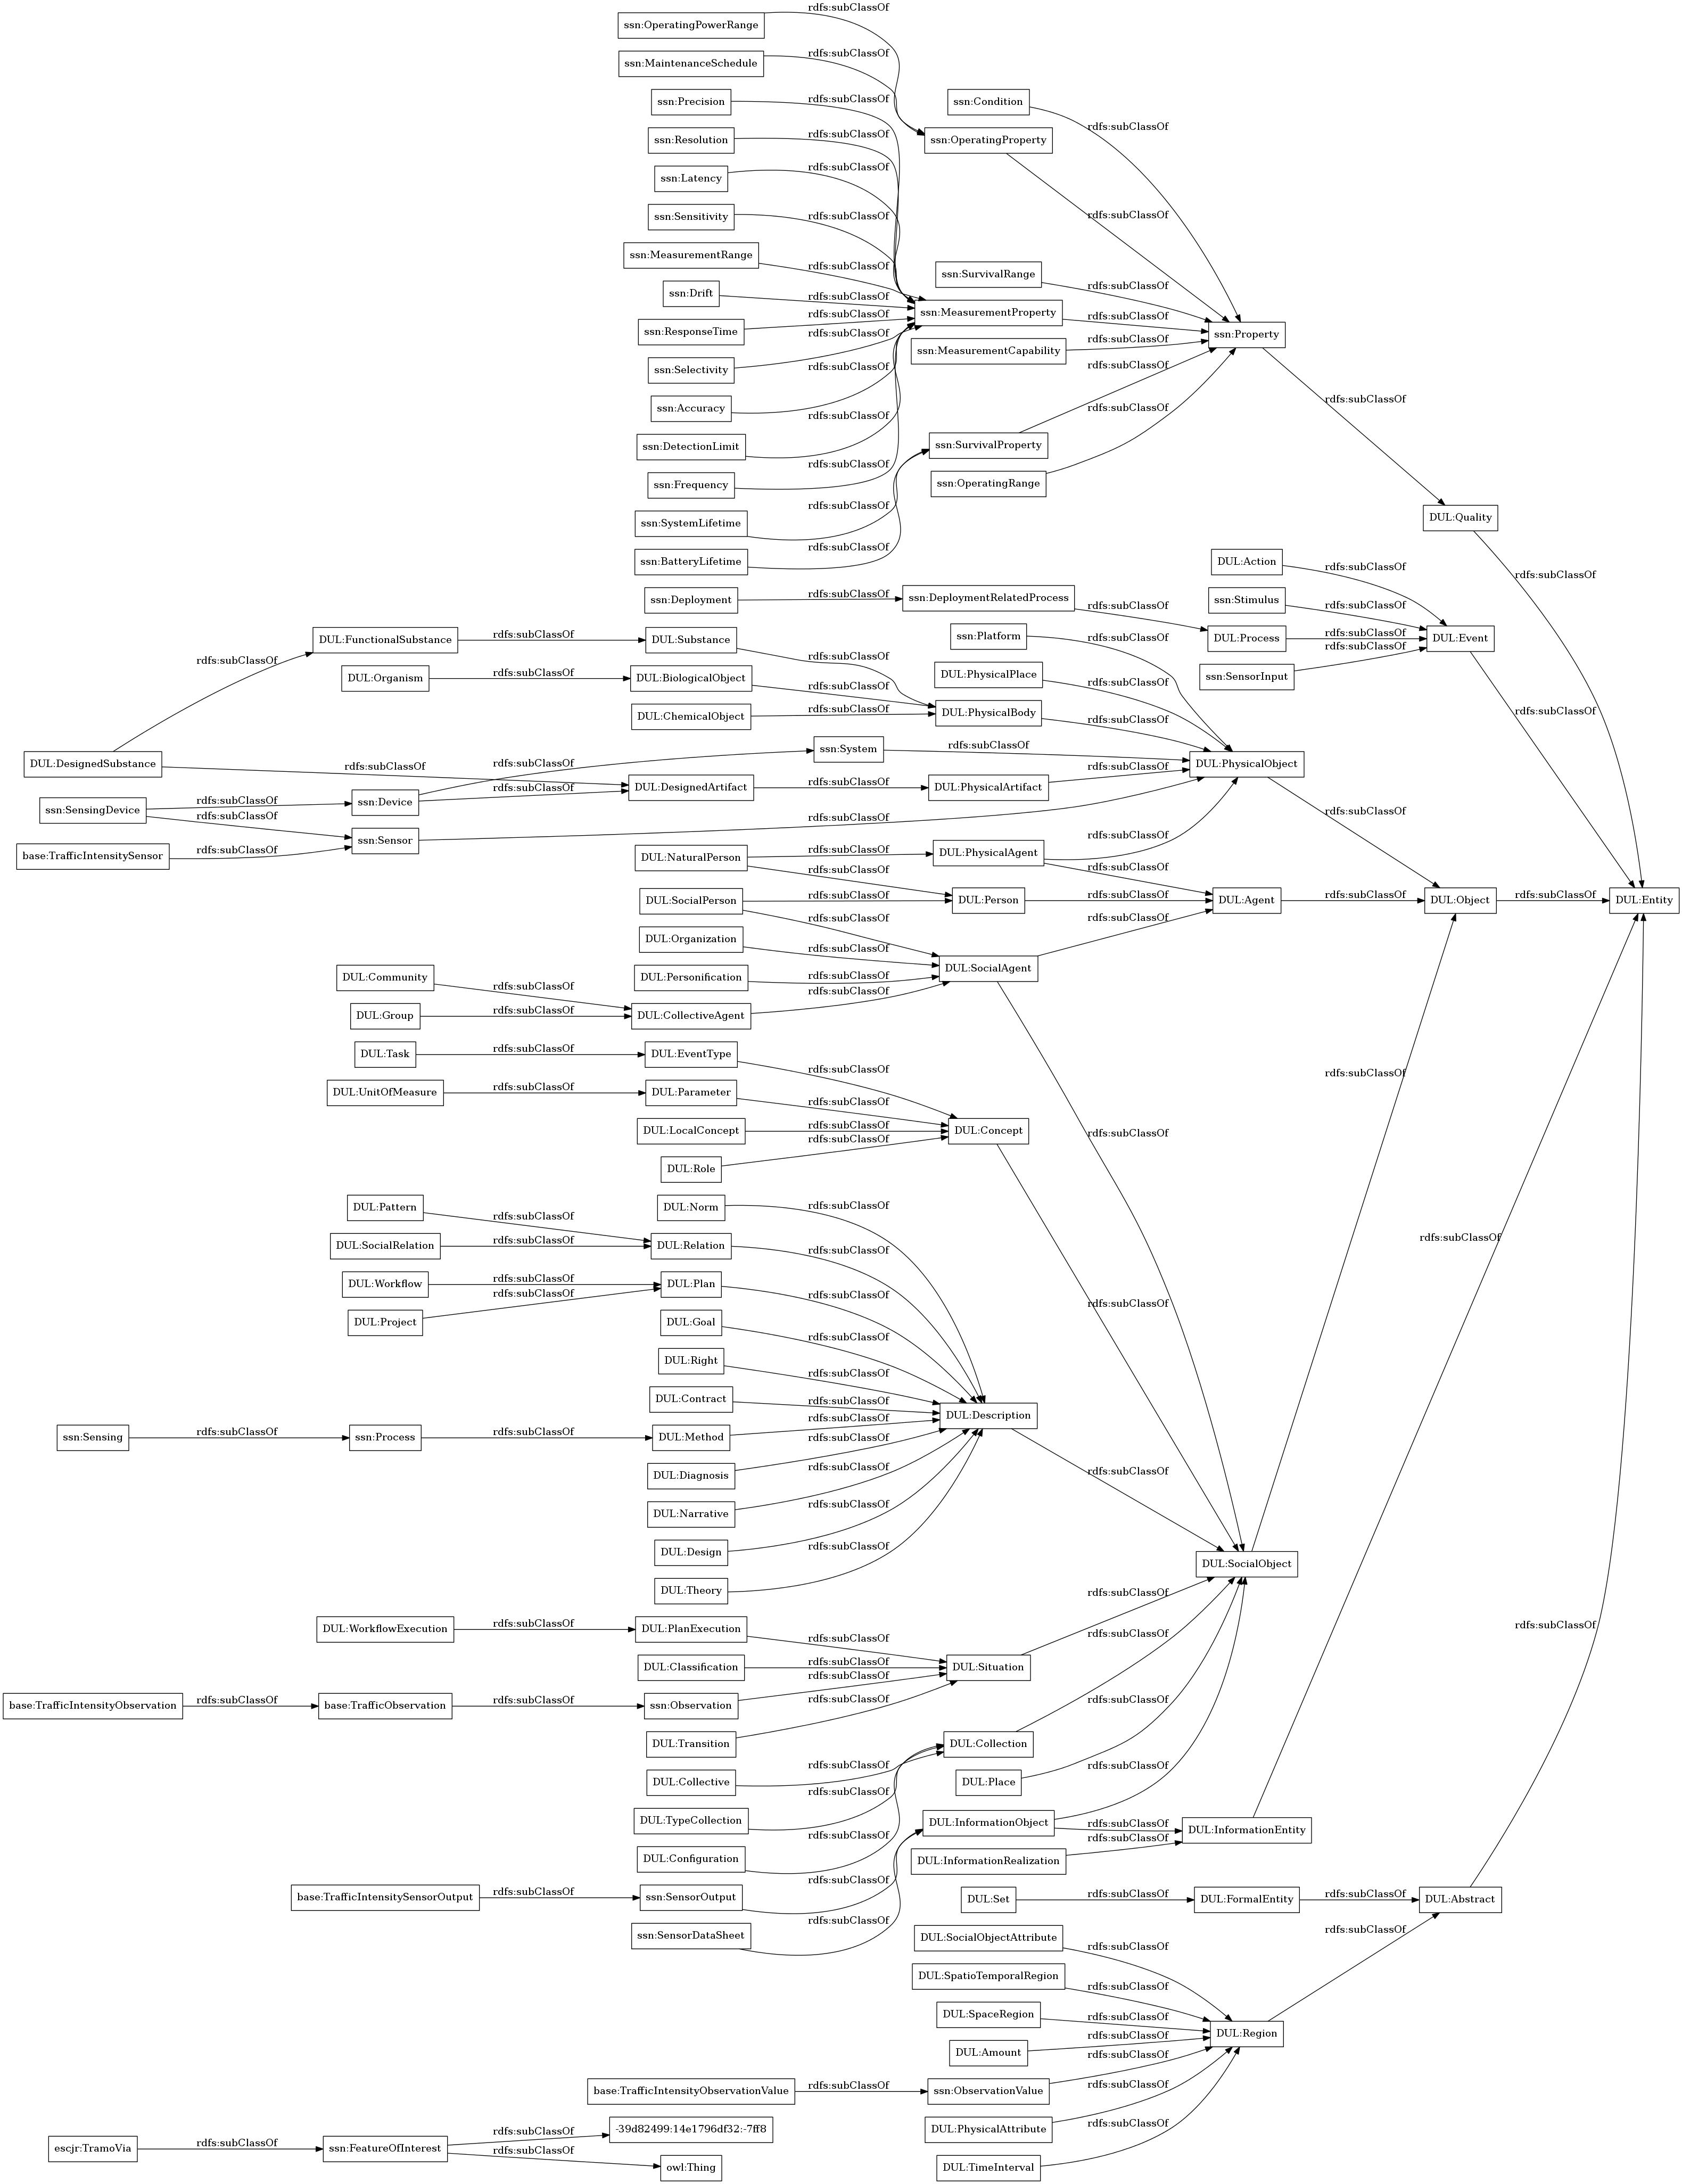 rdfs:subClassOf
ssn:OperatingPowerRange
rdfs:subClassOf
ssn:MaintenanceSchedule
rdfs:subClassOf
ssn:Precision
ssn:Condition
rdfs:subClassOf
rdfs:subClassOf
ssn:Resolution
ssn:OperatingProperty
rdfs:subClassOf
ssn:Latency
rdfs:subClassOf
ssn:Sensitivity
rdfs:subClassOf
ssn:MeasurementRange
rdfs:subClassOf
ssn:SurvivalRange
rdfs:subClassOf
ssn:Drift
rdfs:subClassOf
ssn:MeasurementProperty
rdfs:subClassOf
ssn:ResponseTime
rdfs:subClassOf
ssn:Property
rdfs:subClassOf
ssn:MeasurementCapability
rdfs:subClassOf
ssn:Selectivity
rdfs:subClassOf
rdfs:subClassOf
rdfs:subClassOf
ssn:Accuracy
rdfs:subClassOf
rdfs:subClassOf
ssn:DetectionLimit
ssn:SurvivalProperty
rdfs:subClassOf
ssn:Frequency
ssn:OperatingRange
rdfs:subClassOf
ssn:SystemLifetime
DUL:Quality
rdfs:subClassOf
ssn:BatteryLifetime
DUL:Action
rdfs:subClassOf
rdfs:subClassOf
ssn:Deployment
rdfs:subClassOf
ssn:DeploymentRelatedProcess
rdfs:subClassOf
ssn:Stimulus
rdfs:subClassOf
DUL:FunctionalSubstance
rdfs:subClassOf
DUL:Substance
ssn:Platform
rdfs:subClassOf
DUL:Process
rdfs:subClassOf
DUL:Event
rdfs:subClassOf
rdfs:subClassOf
rdfs:subClassOf
DUL:Organism
rdfs:subClassOf
DUL:BiologicalObject
rdfs:subClassOf
DUL:PhysicalPlace
rdfs:subClassOf
ssn:SensorInput
DUL:ChemicalObject
rdfs:subClassOf
DUL:PhysicalBody
rdfs:subClassOf
rdfs:subClassOf
DUL:DesignedSubstance
rdfs:subClassOf
rdfs:subClassOf
ssn:System
rdfs:subClassOf
DUL:PhysicalObject
rdfs:subClassOf
DUL:DesignedArtifact
rdfs:subClassOf
DUL:PhysicalArtifact
rdfs:subClassOf
ssn:SensingDevice
rdfs:subClassOf
ssn:Device
rdfs:subClassOf
rdfs:subClassOf
rdfs:subClassOf
rdfs:subClassOf
ssn:Sensor
rdfs:subClassOf
base:TrafficIntensitySensor
rdfs:subClassOf
DUL:NaturalPerson
rdfs:subClassOf
DUL:PhysicalAgent
rdfs:subClassOf
rdfs:subClassOf
DUL:SocialPerson
rdfs:subClassOf
DUL:Person
rdfs:subClassOf
DUL:Agent
rdfs:subClassOf
DUL:Object
rdfs:subClassOf
DUL:Entity
rdfs:subClassOf
rdfs:subClassOf
DUL:Organization
rdfs:subClassOf
DUL:SocialAgent
DUL:Community
rdfs:subClassOf
DUL:Personification
rdfs:subClassOf
rdfs:subClassOf
DUL:Group
rdfs:subClassOf
DUL:CollectiveAgent
DUL:Task
rdfs:subClassOf
DUL:EventType
rdfs:subClassOf
rdfs:subClassOf
DUL:UnitOfMeasure
rdfs:subClassOf
DUL:Parameter
rdfs:subClassOf
DUL:LocalConcept
rdfs:subClassOf
DUL:Concept
rdfs:subClassOf
rdfs:subClassOf
DUL:Role
DUL:Pattern
rdfs:subClassOf
DUL:Norm
rdfs:subClassOf
DUL:SocialRelation
rdfs:subClassOf
DUL:Relation
rdfs:subClassOf
rdfs:subClassOf
DUL:Workflow
rdfs:subClassOf
DUL:Plan
rdfs:subClassOf
rdfs:subClassOf
DUL:Project
rdfs:subClassOf
DUL:Goal
rdfs:subClassOf
DUL:Right
rdfs:subClassOf
DUL:Contract
rdfs:subClassOf
DUL:Description
ssn:Sensing
rdfs:subClassOf
ssn:Process
rdfs:subClassOf
DUL:Method
rdfs:subClassOf
rdfs:subClassOf
DUL:Diagnosis
rdfs:subClassOf
rdfs:subClassOf
DUL:Narrative
rdfs:subClassOf
DUL:Design
rdfs:subClassOf
DUL:SocialObject
DUL:Theory
rdfs:subClassOf
DUL:WorkflowExecution
rdfs:subClassOf
DUL:PlanExecution
rdfs:subClassOf
rdfs:subClassOf
DUL:Classification
rdfs:subClassOf
DUL:Situation
base:TrafficIntensityObservation
rdfs:subClassOf
base:TrafficObservation
rdfs:subClassOf
ssn:Observation
rdfs:subClassOf
rdfs:subClassOf
rdfs:subClassOf
DUL:Transition
DUL:Collection
rdfs:subClassOf
rdfs:subClassOf
DUL:Collective
DUL:Place
rdfs:subClassOf
DUL:TypeCollection
DUL:InformationObject
rdfs:subClassOf
DUL:InformationEntity
rdfs:subClassOf
DUL:Configuration
DUL:InformationRealization
rdfs:subClassOf
base:TrafficIntensitySensorOutput
rdfs:subClassOf
ssn:SensorOutput
rdfs:subClassOf
DUL:Set
rdfs:subClassOf
DUL:FormalEntity
rdfs:subClassOf
DUL:Abstract
ssn:SensorDataSheet
rdfs:subClassOf
DUL:SocialObjectAttribute
rdfs:subClassOf
rdfs:subClassOf
DUL:SpatioTemporalRegion
rdfs:subClassOf
DUL:SpaceRegion
rdfs:subClassOf
DUL:Region
DUL:Amount
rdfs:subClassOf
rdfs:subClassOf
base:TrafficIntensityObservationValue
rdfs:subClassOf
ssn:ObservationValue
rdfs:subClassOf
DUL:PhysicalAttribute
rdfs:subClassOf
rdfs:subClassOf
-39d82499:14e1796df32:-7ff8
escjr:TramoVia
rdfs:subClassOf
ssn:FeatureOfInterest
rdfs:subClassOf
owl:Thing
DUL:TimeInterval